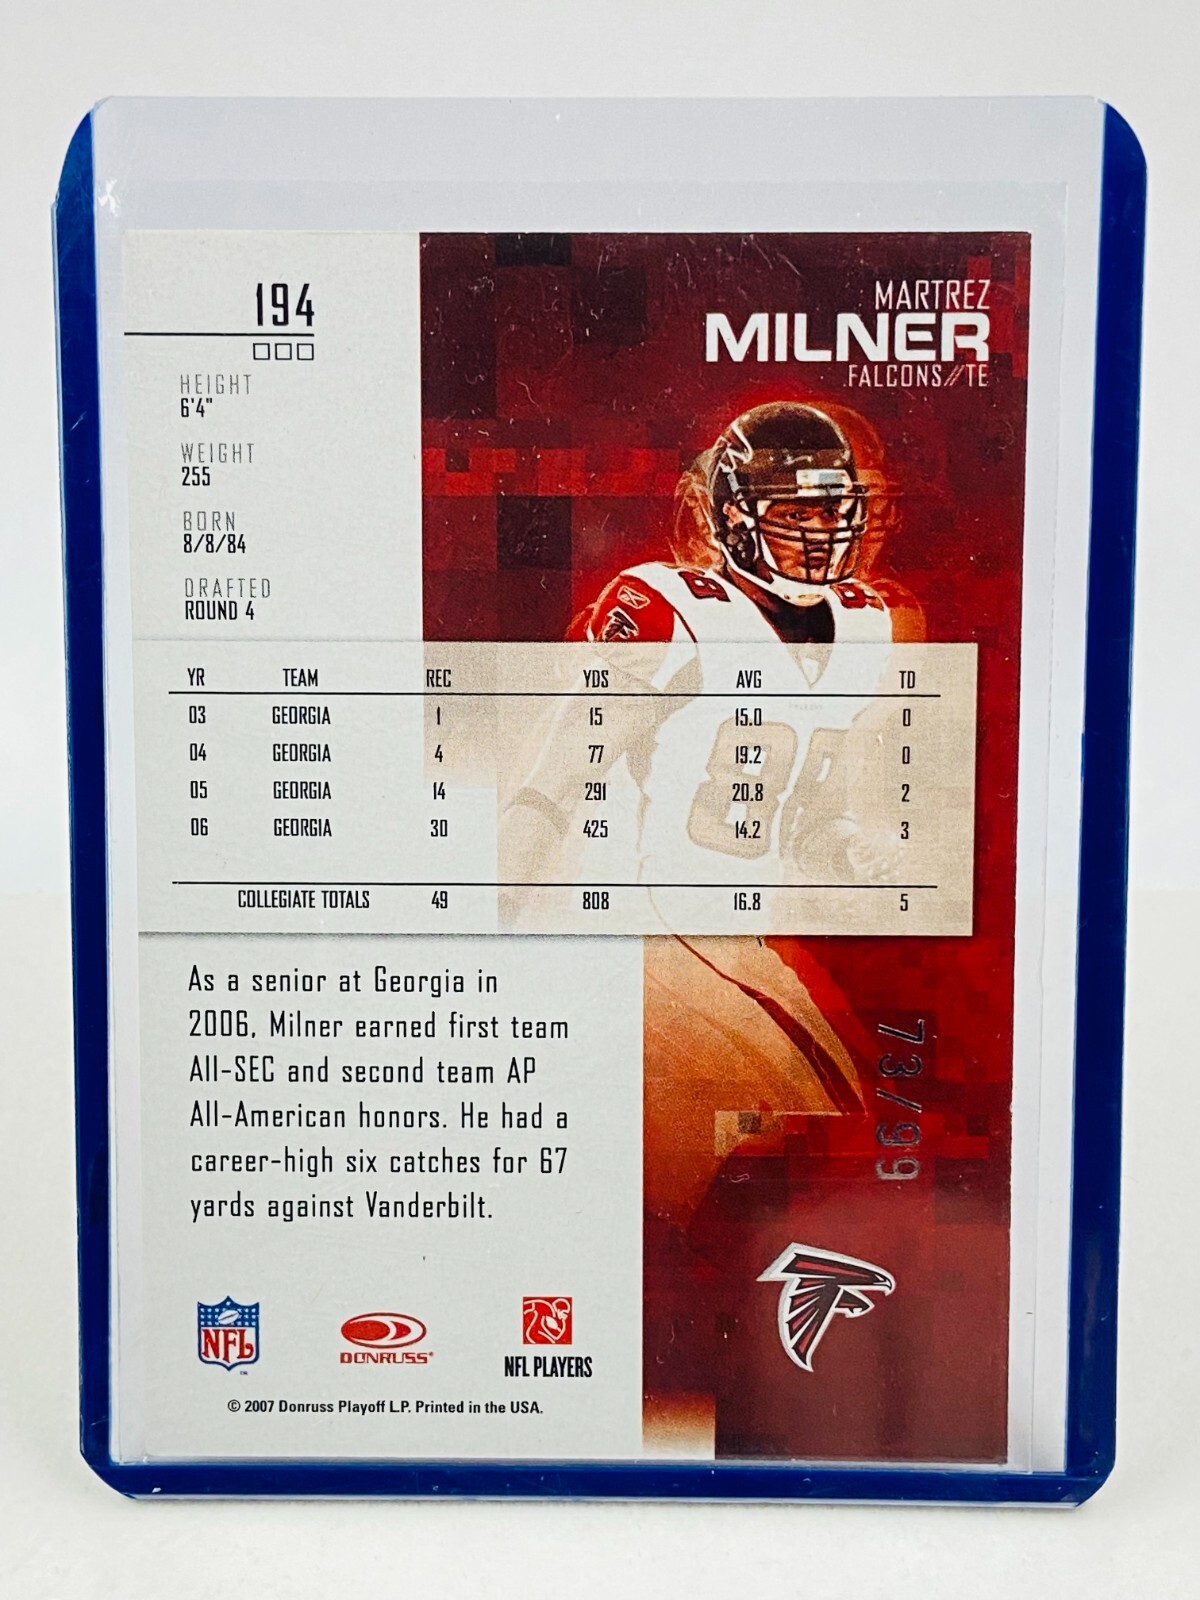 194
MARTREZ
MILNER
FALCONS//TE
HEIGHT
6'4"
WEIGHT
255
BORN
8/8/84
DRAFTED
ROUND 4
YR TEAM REC YDS AVG TD
03 GEORGIA 1 15 15.0 0
04 GEORGIA 4 77 19.2 0
05 GEORGIA 14 291 20.8 2
06 GEORGIA 30 425 14.2 3
COLLEGIATE TOTALS 49 808 16.8 5
88
As a senior at Georgia in
2006, Milner earned first team
All-SEC and second team AP
All-American honors. He had a
career-high six catches for 67
yards against Vanderbilt.
73/99
NFL
DONRUSS
NFL PLAYERS
© 2007 Donruss Playoff L.P. Printed in the USA.